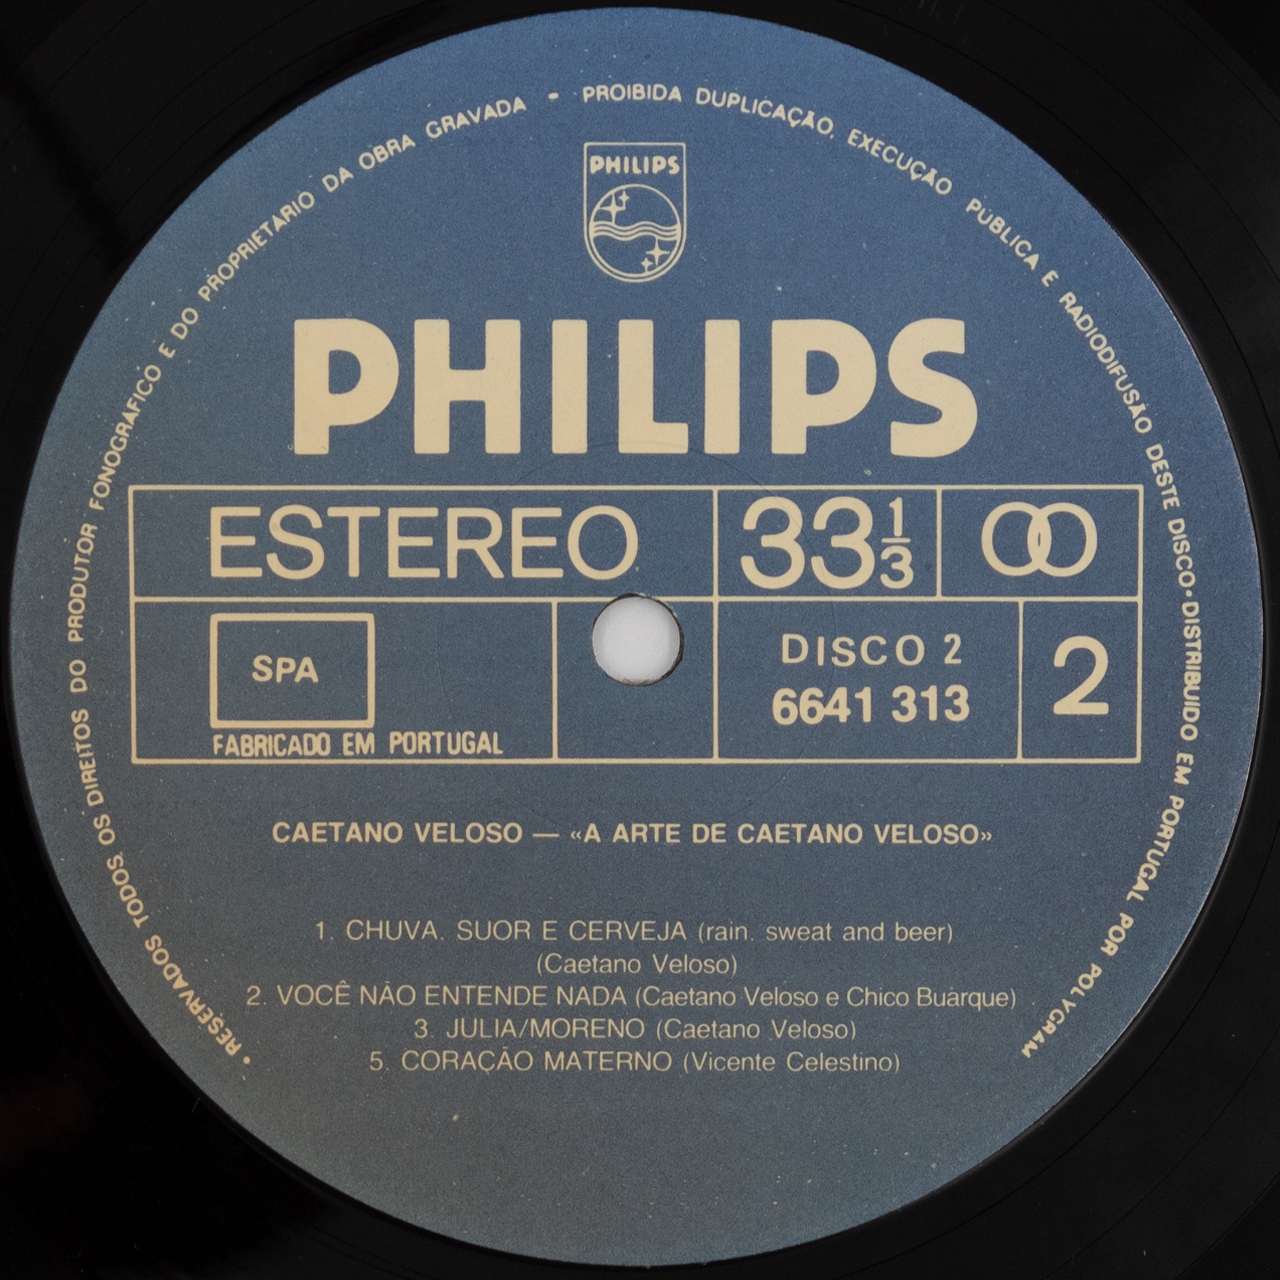 • RESERVADOS TODOS OS DIREITOS DO PRODUTOR FONOGRÁFICO E DO PROPRIETARIO DA OBRA GRAVADA - PROIBIDA DUPLICAÇÃO, EXECUÇÃO PUBLICA E RADIODIFUSÃO DESTE DISCO • DISTRIBUIDO EM PORTUGAL POR POLYGRAM
PHILIPS
PHILIPS
ESTEREO 33 1/3
SPA
DISCO 2
6641 313
2
FABRICADO EM PORTUGAL
CAETANO VELOSO — «A ARTE DE CAETANO VELOSO»
1. CHUVA, SUOR E CERVEJA (rain, sweat and beer)
(Caetano Veloso)
2. VOCÊ NÃO ENTENDE NADA (Caetano Veloso e Chico Buarque)
3. JULIA/MORENO (Caetano Veloso)
5. CORAÇÃO MATERNO (Vicente Celestino)